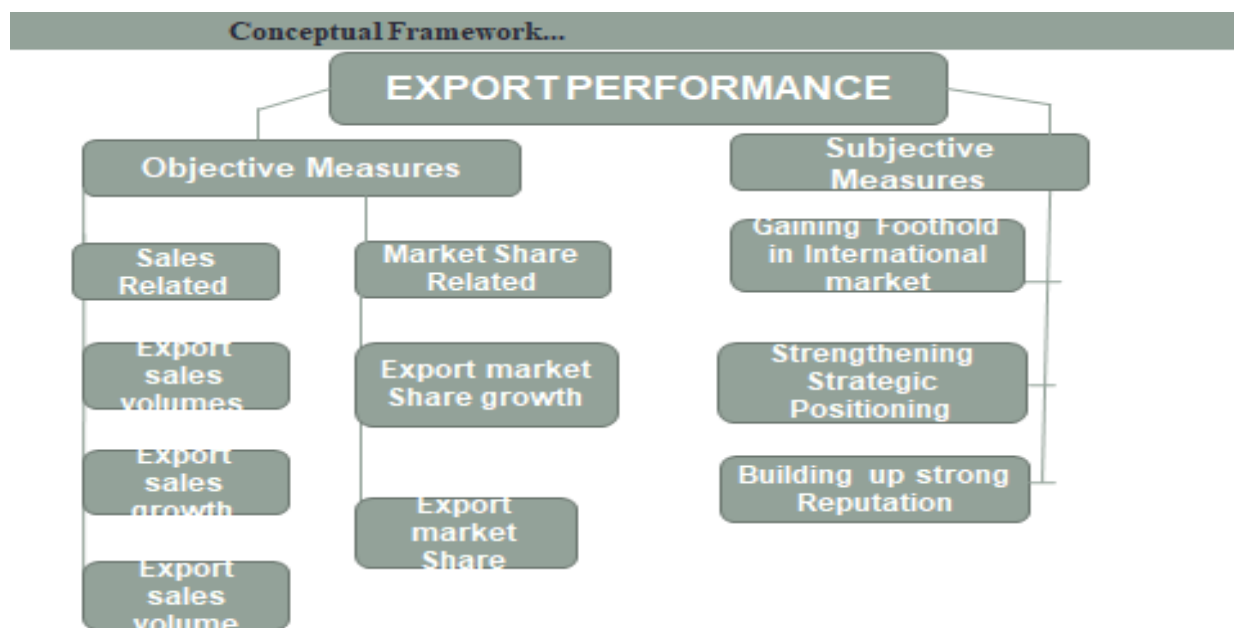 Conceptual Framework...
EXPORT PERFORMANCE
Objective Measures
Subjective
Measures
Sales
Related
Market Share
Related
Gaining Foothold
in International
market
Export
sales
volumes
Export market
Share growth
Strengthening
Strategic
Positioning
Export
sales
growth
Export
market
Share
Building up strong
Reputation
Export
sales
volume